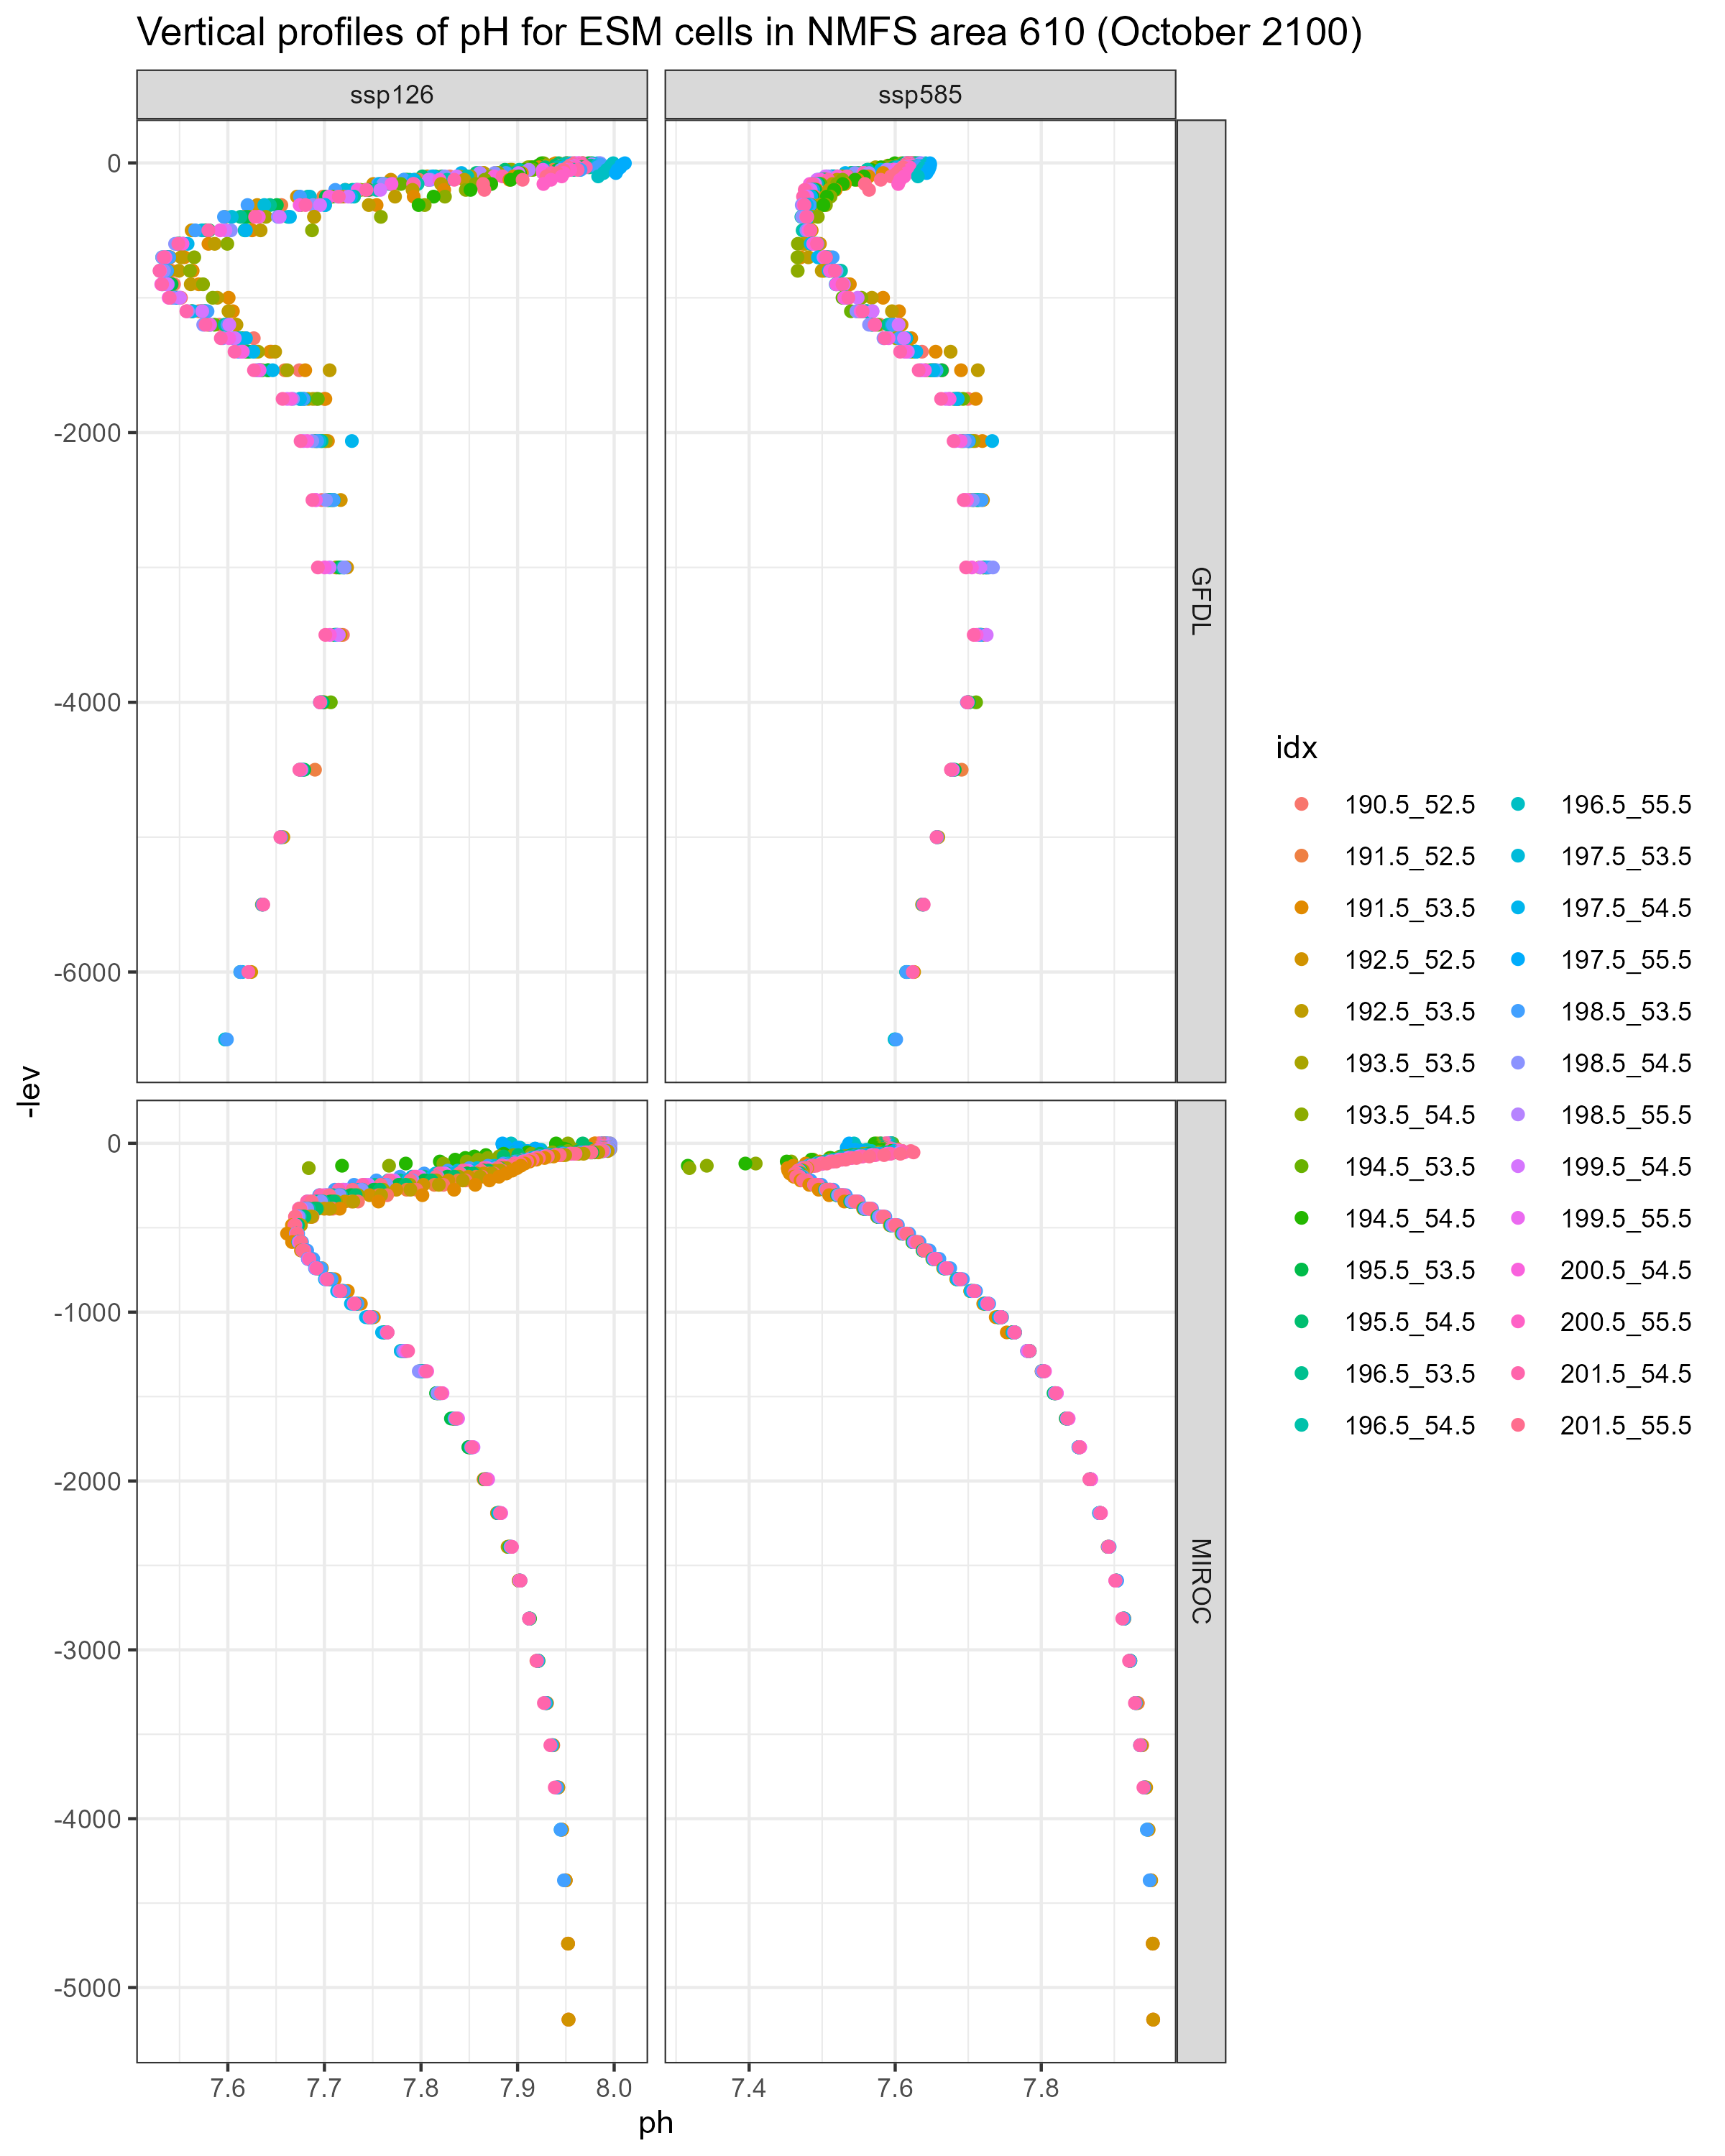 Vertical profiles of pH for ESM cells in NMFS area 610 (October 2100)
ssp126
ssp585
0
-2000
-4000
-6000
GFDL
0
-1000
-2000
-3000
-4000
-5000
MIROC
-lev
7.6 7.7 7.8 7.9 8.0
7.4 7.6 7.8
ph
idx
190.5_52.5 196.5_55.5
191.5_52.5 197.5_53.5
191.5_53.5 197.5_54.5
192.5_52.5 197.5_55.5
192.5_53.5 198.5_53.5
193.5_53.5 198.5_54.5
193.5_54.5 198.5_55.5
194.5_53.5 199.5_54.5
194.5_54.5 199.5_55.5
195.5_53.5 200.5_54.5
195.5_54.5 200.5_55.5
196.5_53.5 201.5_54.5
196.5_54.5 201.5_55.5